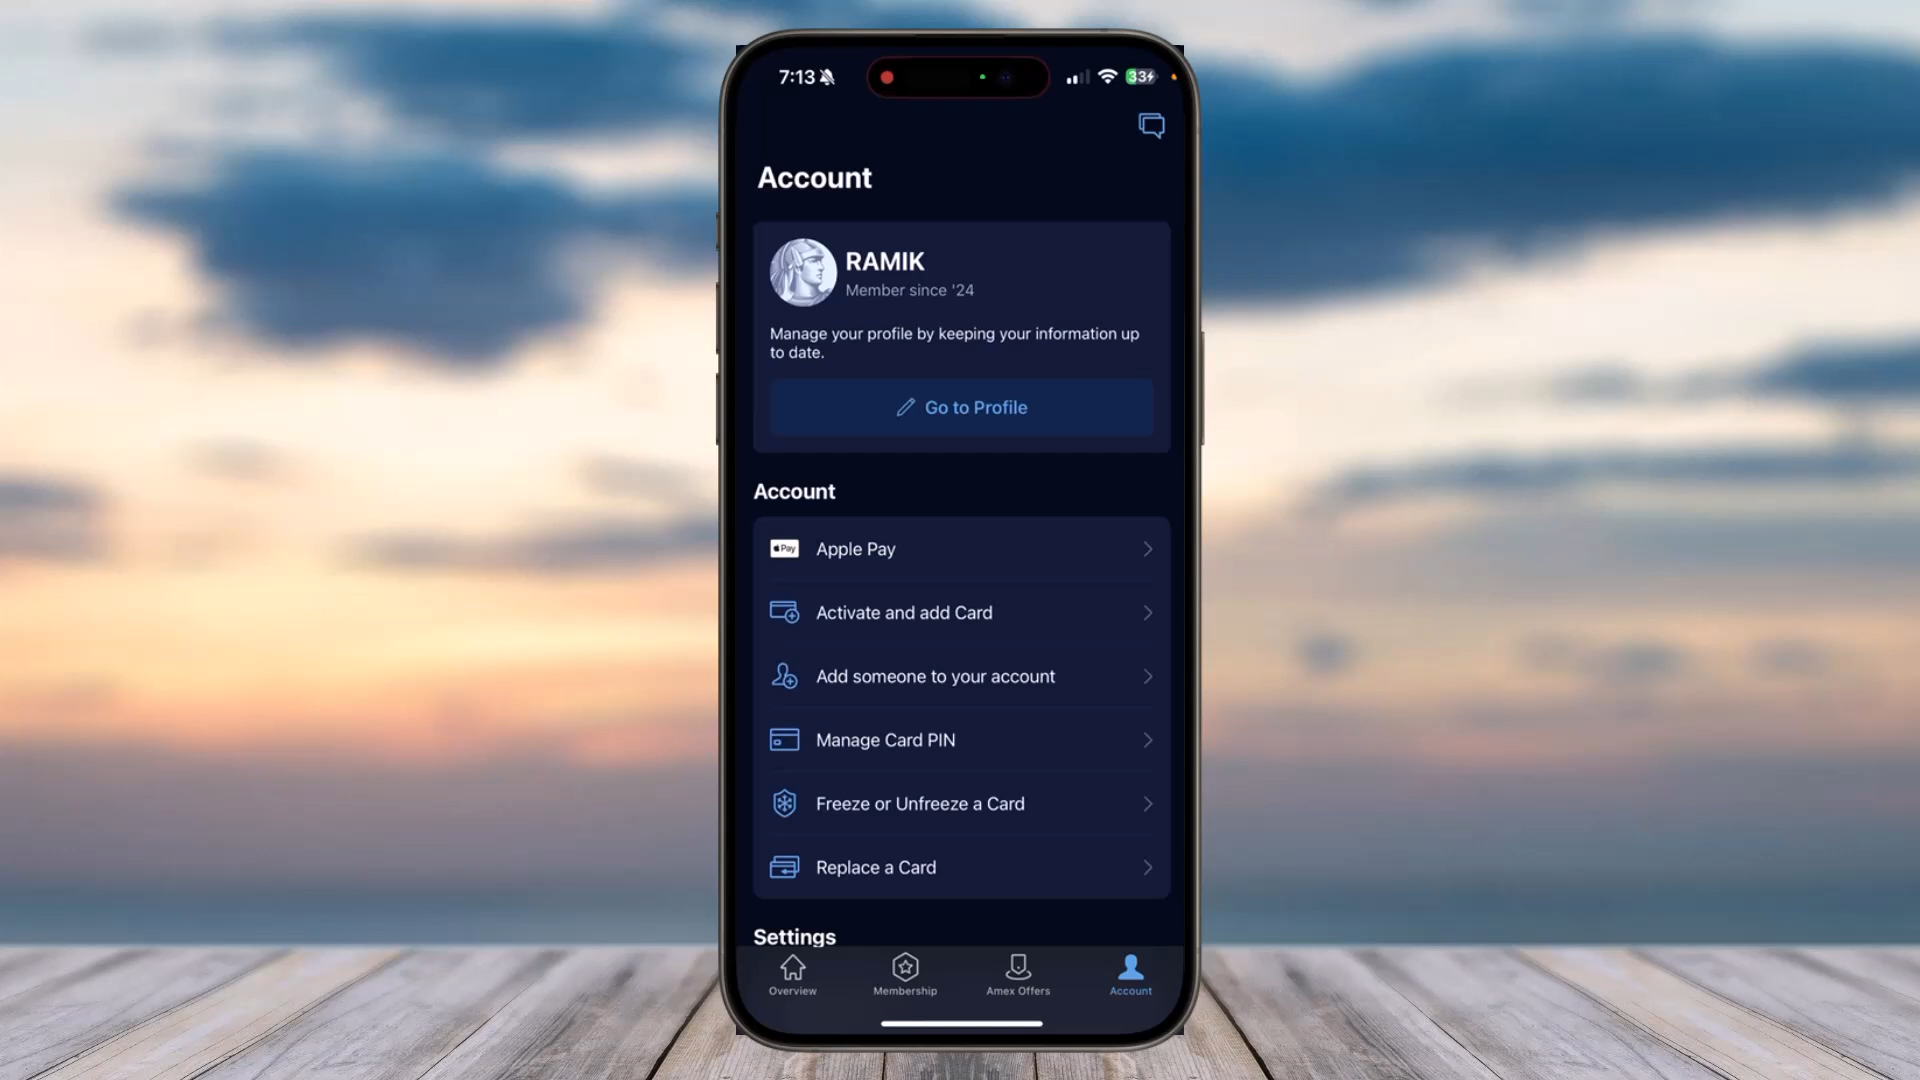 7:13
33
Account
RAMIK
Member since '24
Manage your profile by keeping your information up
to date.
Go to Profile
Account
Pay
Apple Pay
Activate and add Card
Add someone to your account
Manage Card PIN
Freeze or Unfreeze a Card
Replace a Card
Settings
Overview
Membership
Amex Offers
Account